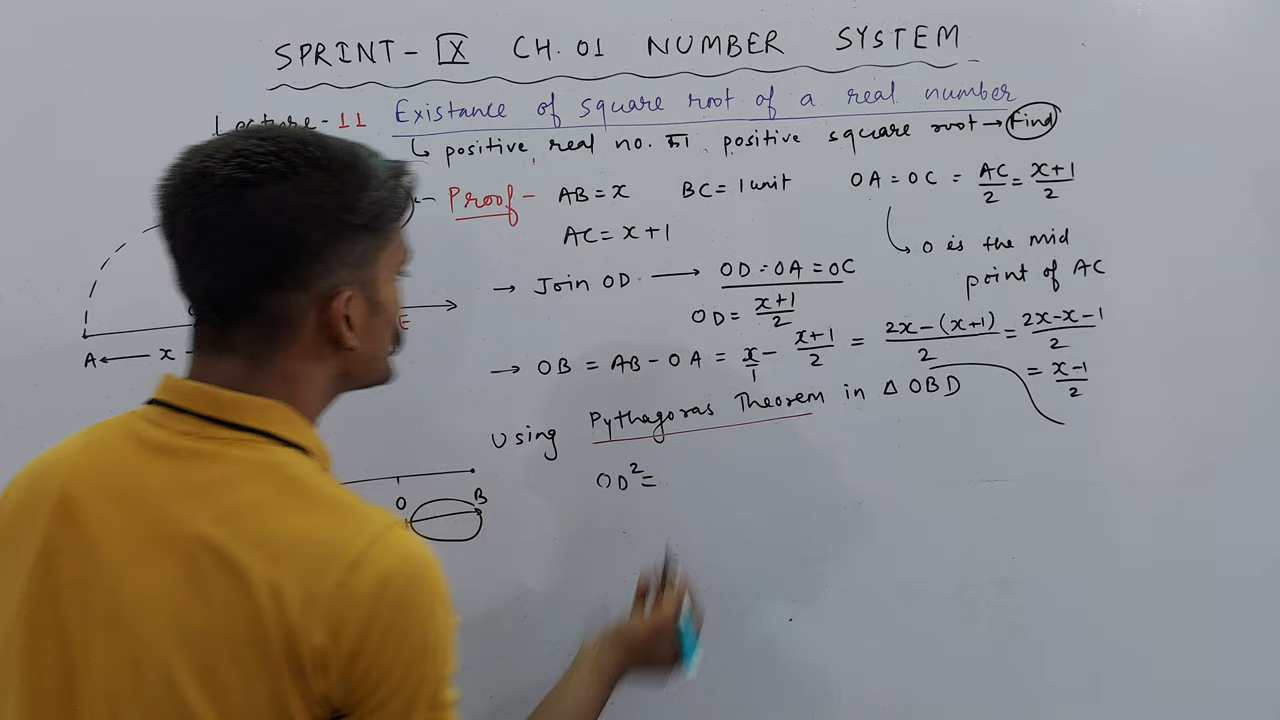 SPRINT-IX CH.01 NUMBER SYSTEM
Lecture-11 Existance of square root of a real number
↳ positive real no. का positive square root → Find
Proof- AB = x BC = 1 unit OA = OC = AC/2 = x+1/2
AC = x+1
↳ O is the mid point of AC
→ Join OD → OD = OA = OC
OD = x+1/2
→ OB = AB - OA = x/1 - x+1/2 = 2x-(x+1)/2 = 2x-x-1/2
= x-1/2
Using Pythagoras Theorem in Δ OBD
OD² =
E
A ← x -
O B